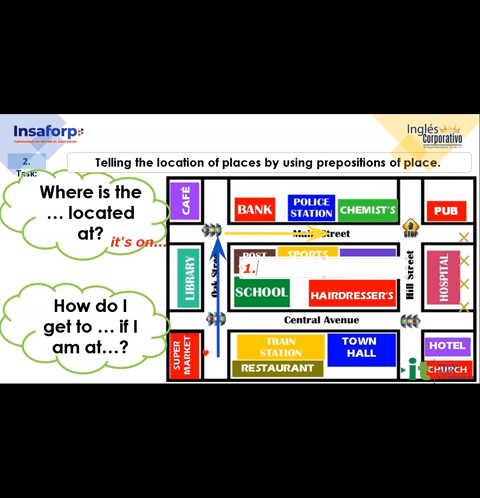 Insaforp
Inglés
Corporativo
2.
Task:
Telling the location of places by using prepositions of place.
Where is the
... located
at?
it's on...
How do I
get to ... if I
am at...?
CAFÉ
BANK
POLICE
STATION
CHEMIST'S
STOP
PUB
Main Street
LIBRARY
Oak Street
POST
SPORTS
1.
SCHOOL
HAIRDRESSER'S
Hill Street
HOSPITAL
Central Avenue
SUPER
MARKET
TRAIN
STATION
RESTAURANT
TOWN
HALL
HOTEL
CHURCH
it